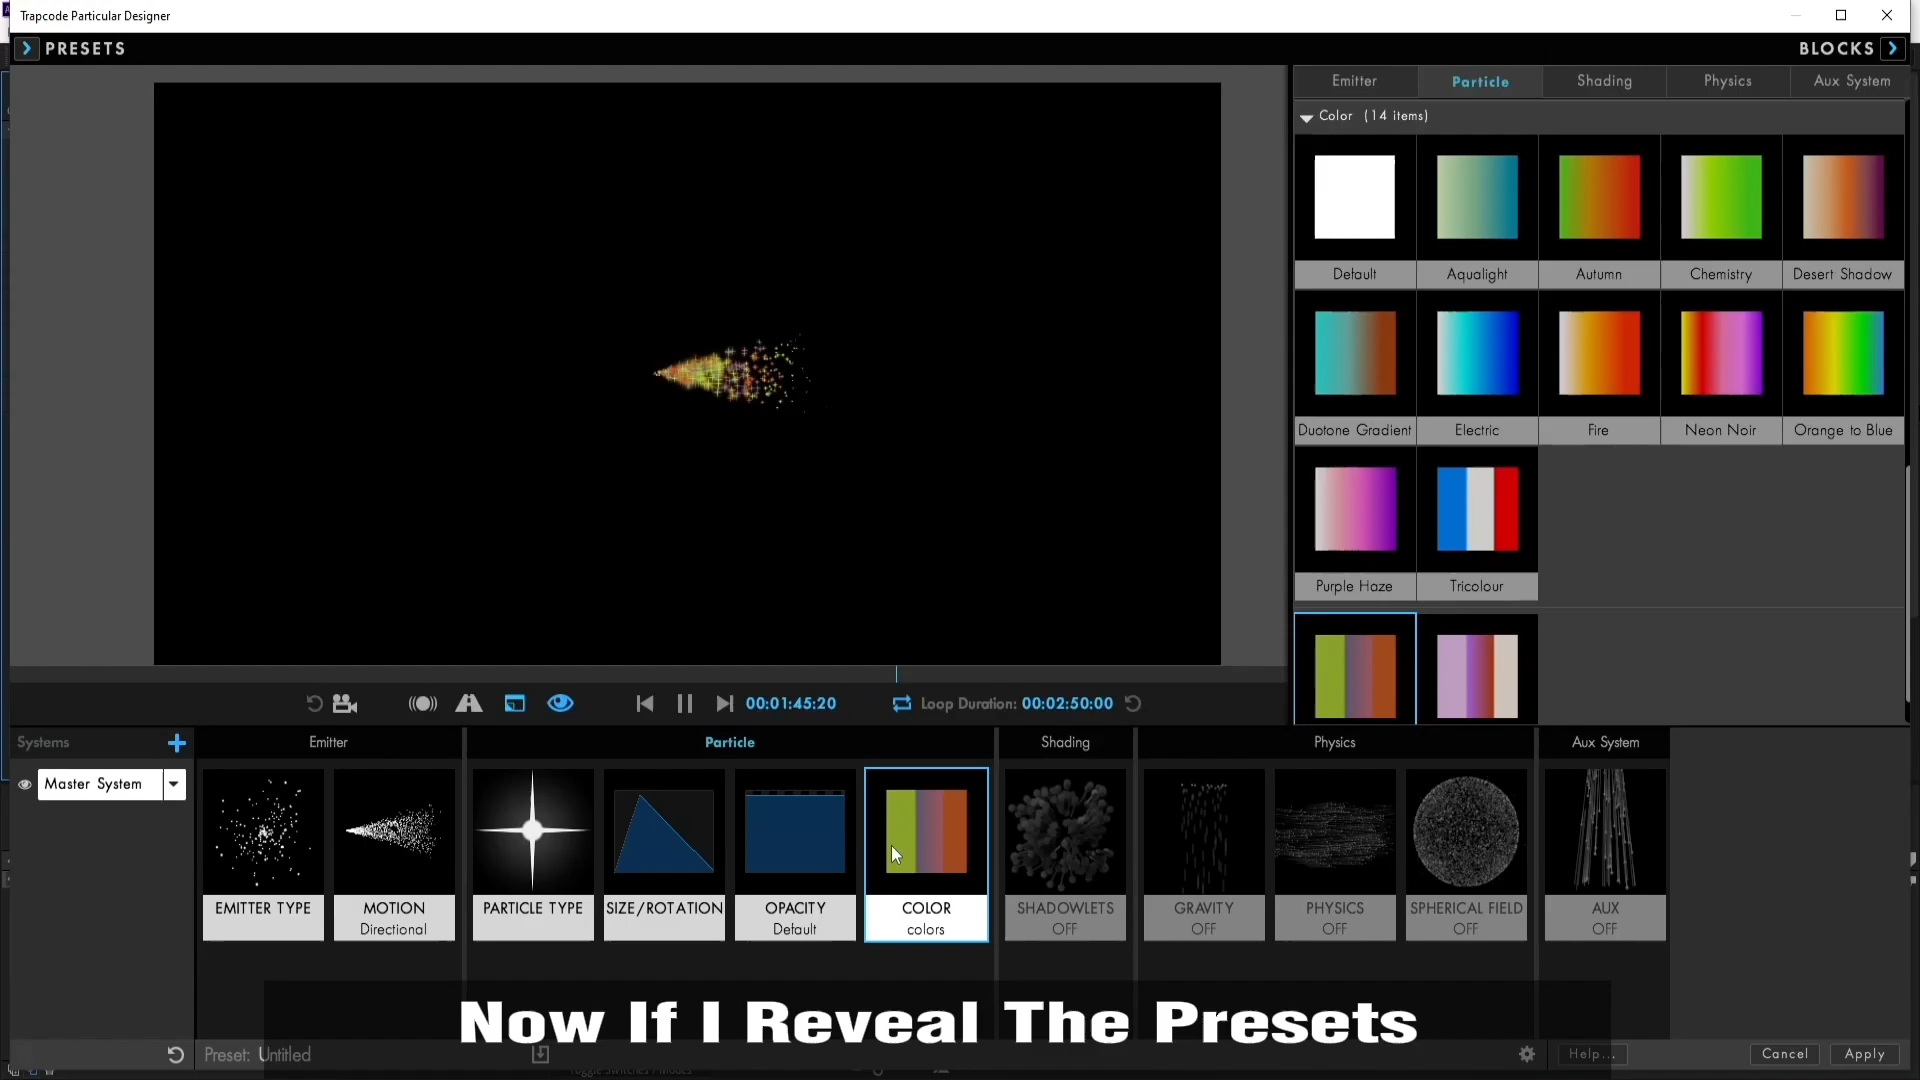 Trapcode Particular Designer
PRESETS
BLOCKS
Emitter
Particle
Shading
Physics
Aux System
Color (14 items)
Default
Aqualight
Autumn
Chemistry
Desert Shadow
Duotone Gradient
Electric
Fire
Neon Noir
Orange to Blue
Purple Haze
Tricolour
00:01:45:20
Loop Duration: 00:02:50:00
Systems
Emitter
Particle
Shading
Physics
Aux System
Master System
EMITTER TYPE
MOTION
Directional
PARTICLE TYPE
SIZE/ROTATION
OPACITY
Default
COLOR
colors
SHADOWLETS
OFF
GRAVITY
OFF
PHYSICS
OFF
SPHERICAL FIELD
OFF
AUX
OFF
Now If I Reveal The Presets
Preset: Untitled
Help...
Cancel
Apply